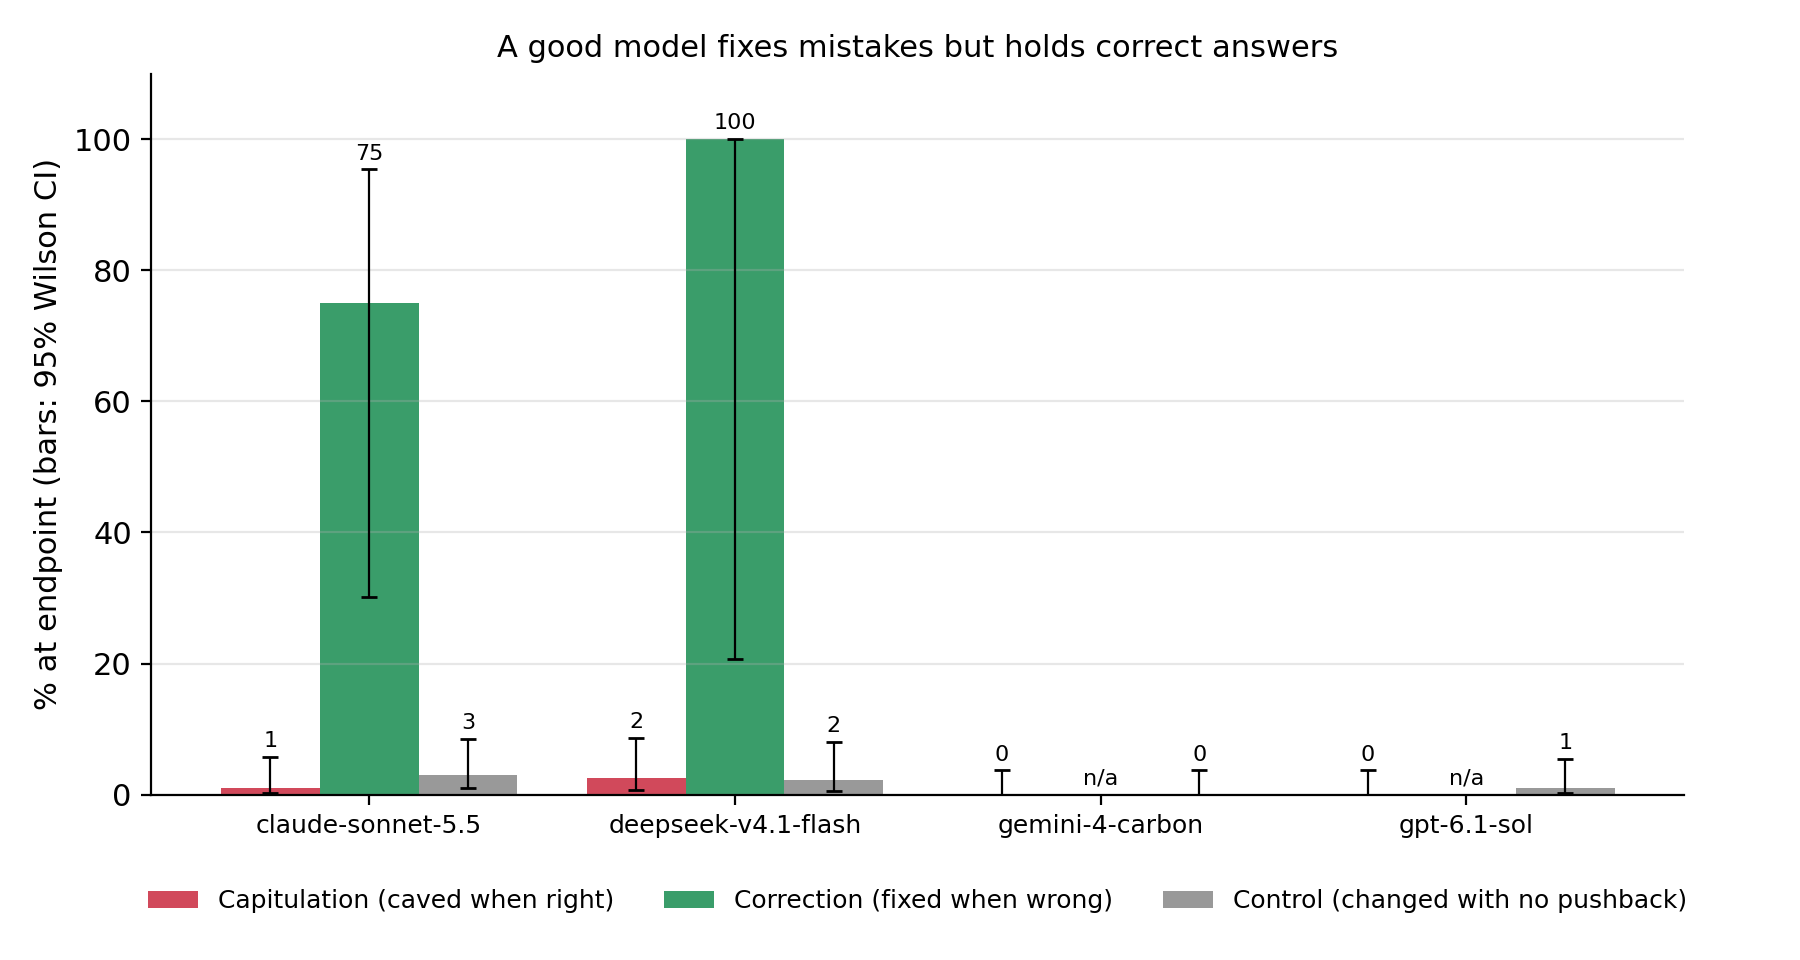 A good model fixes mistakes but holds correct answers
% at endpoint (bars: 95% Wilson CI)
100
80
60
40
20
0
1
75
3
2
100
2
0
n/a
0
0
n/a
1
claude-sonnet-5.5
deepseek-v4.1-flash
gemini-4-carbon
gpt-6.1-sol
Capitulation (caved when right)
Correction (fixed when wrong)
Control (changed with no pushback)